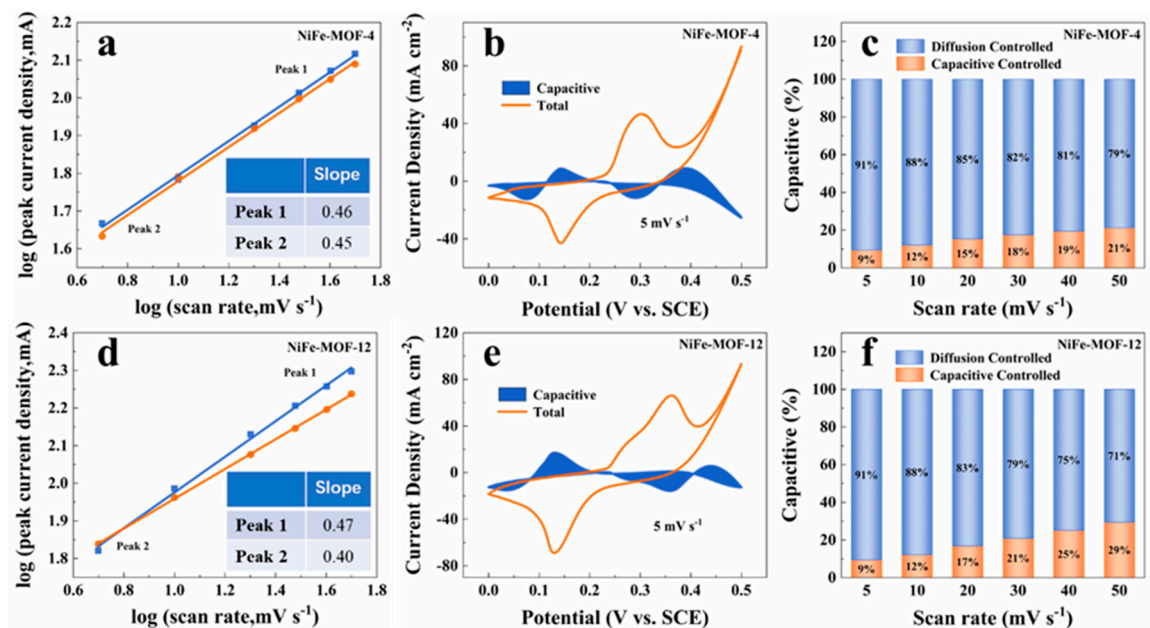 a
NiFe-MOF-4
log (peak current density,mA)
2.2
2.1
2.0
1.9
1.8
1.7
1.6
Peak 1
Peak 2
Slope
Peak 1 0.46
Peak 2 0.45
0.6 0.8 1.0 1.2 1.4 1.6 1.8
log (scan rate,mV s⁻¹)
b
NiFe-MOF-4
Current Density (mA cm⁻²)
80
40
0
-40
Capacitive
Total
5 mV s⁻¹
0.0 0.1 0.2 0.3 0.4 0.5
Potential (V vs. SCE)
c
NiFe-MOF-4
Capacitive (%)
120
100
80
60
40
20
0
Diffusion Controlled
Capacitive Controlled
91% 88% 85% 82% 81% 79%
9% 12% 15% 18% 19% 21%
5 10 20 30 40 50
Scan rate (mV s⁻¹)
d
NiFe-MOF-12
log (peak current density,mA)
2.4
2.3
2.2
2.1
2.0
1.9
1.8
Peak 1
Peak 2
Slope
Peak 1 0.47
Peak 2 0.40
0.6 0.8 1.0 1.2 1.4 1.6 1.8
log (scan rate,mV s⁻¹)
e
NiFe-MOF-12
Current Density (mA cm⁻²)
120
80
40
0
-40
-80
Capacitive
Total
5 mV s⁻¹
0.0 0.1 0.2 0.3 0.4 0.5
Potential (V vs. SCE)
f
NiFe-MOF-12
Capacitive (%)
120
100
80
60
40
20
0
Diffusion Controlled
Capacitive Controlled
91% 88% 83% 79% 75% 71%
9% 12% 17% 21% 25% 29%
5 10 20 30 40 50
Scan rate (mV s⁻¹)